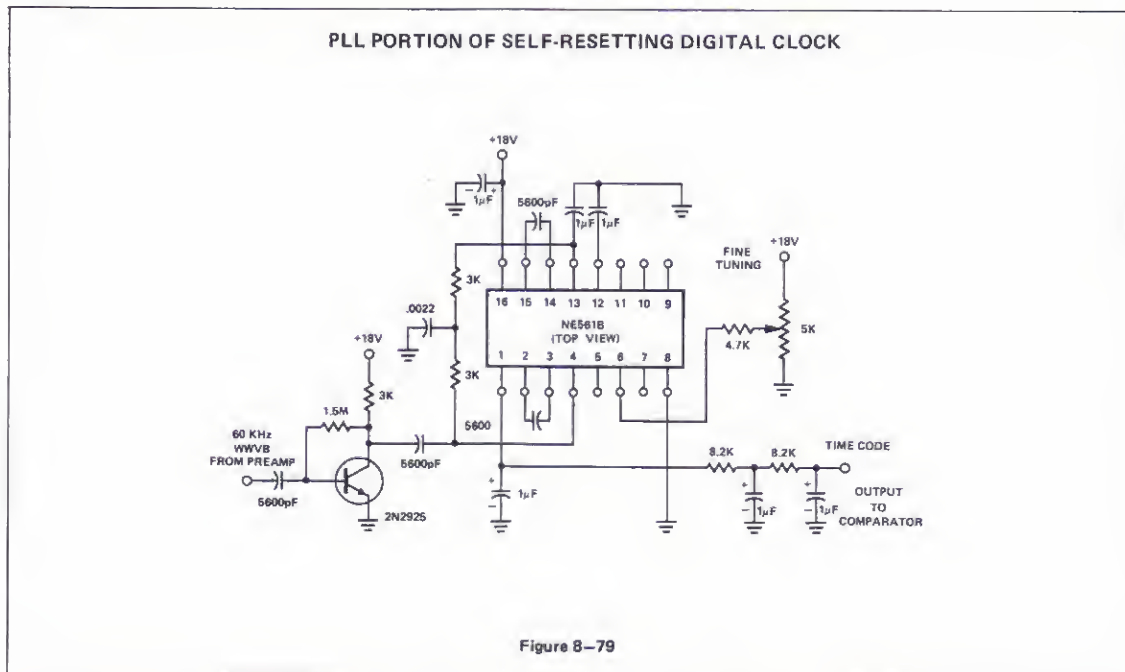 PLL PORTION OF SELF-RESETTING DIGITAL CLOCK
+18V
1µF
5600pF
1µF
1µF
+18V
FINE
TUNING
3K
16 15 14 13 12 11 10 9
NE561B
(TOP VIEW)
1 2 3 4 5 6 7 8
5K
4.7K
.0022
+18V
3K
3K
1.5M
5600
60 KHz
WWVB
FROM PREAMP
5600pF
5600pF
2N2925
1µF
8.2K
8.2K
TIME CODE
1µF
1µF
OUTPUT
TO
COMPARATOR
Figure 8–79